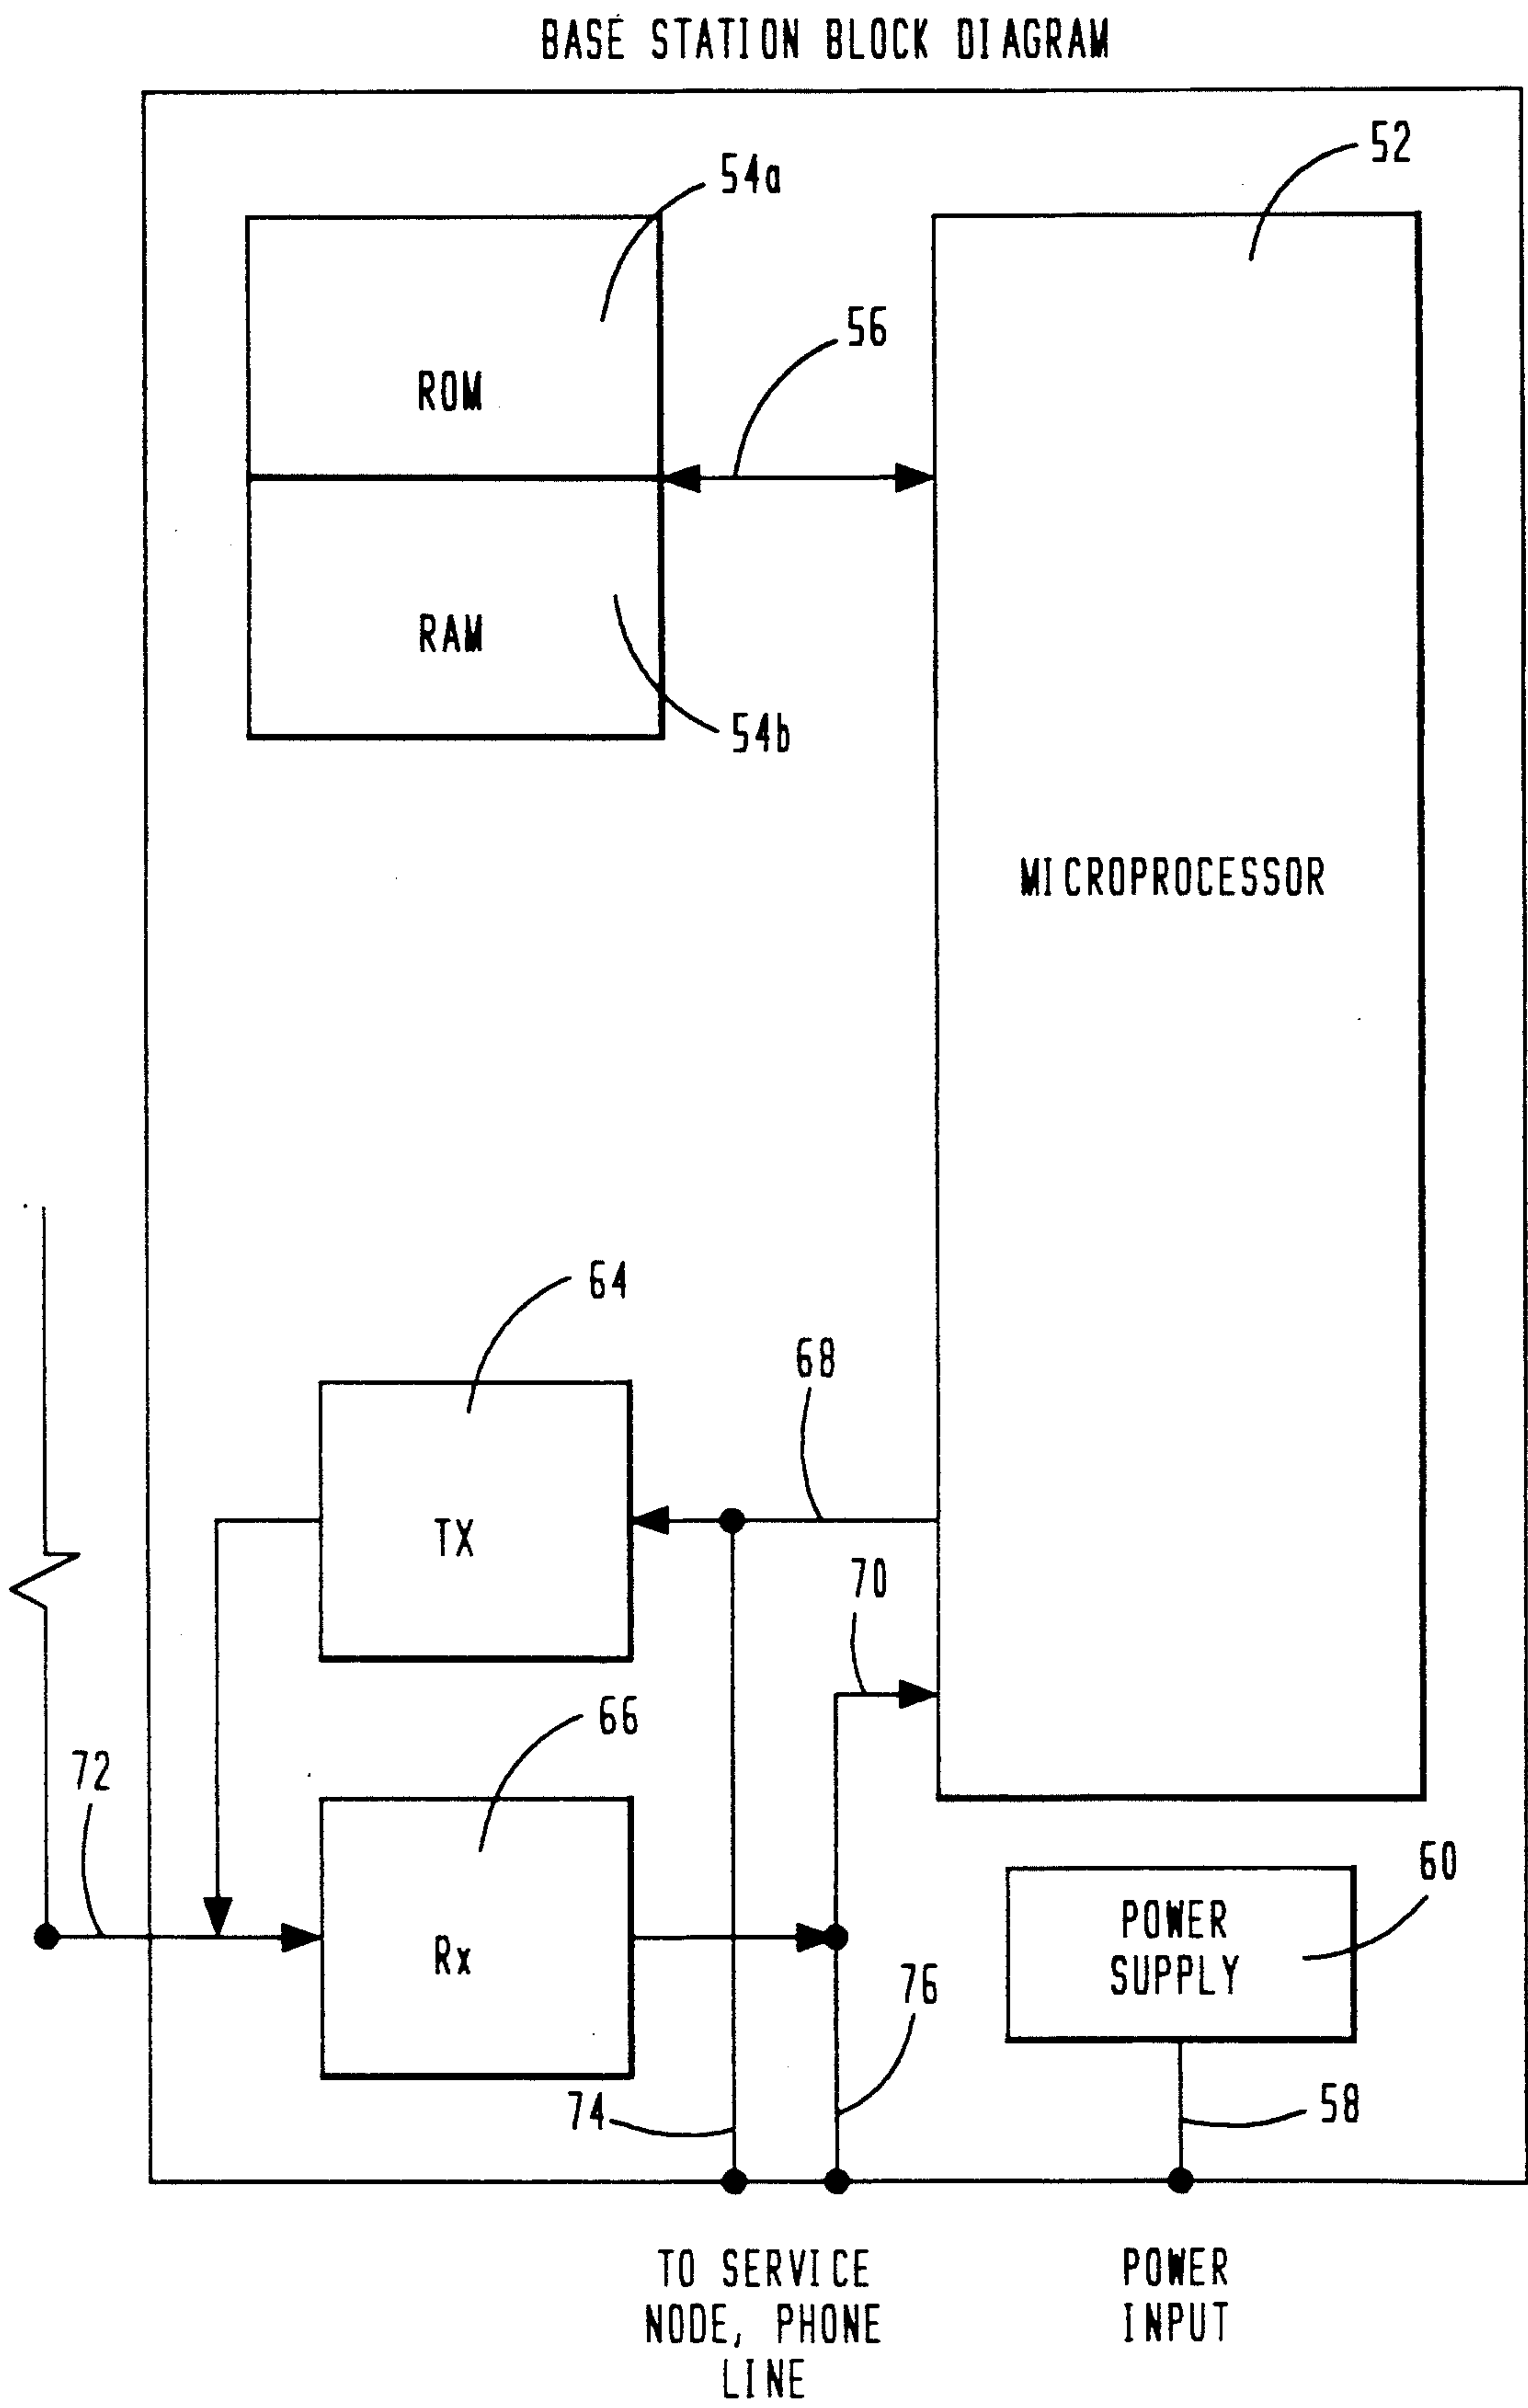 BASE STATION BLOCK DIAGRAM
52
54a
56
ROM
RAM
54b
MICROPROCESSOR
64
68
TX
70
66
72
60
POWER
SUPPLY
Rx
76
74
58
TO SERVICE
NODE, PHONE
LINE
POWER
INPUT